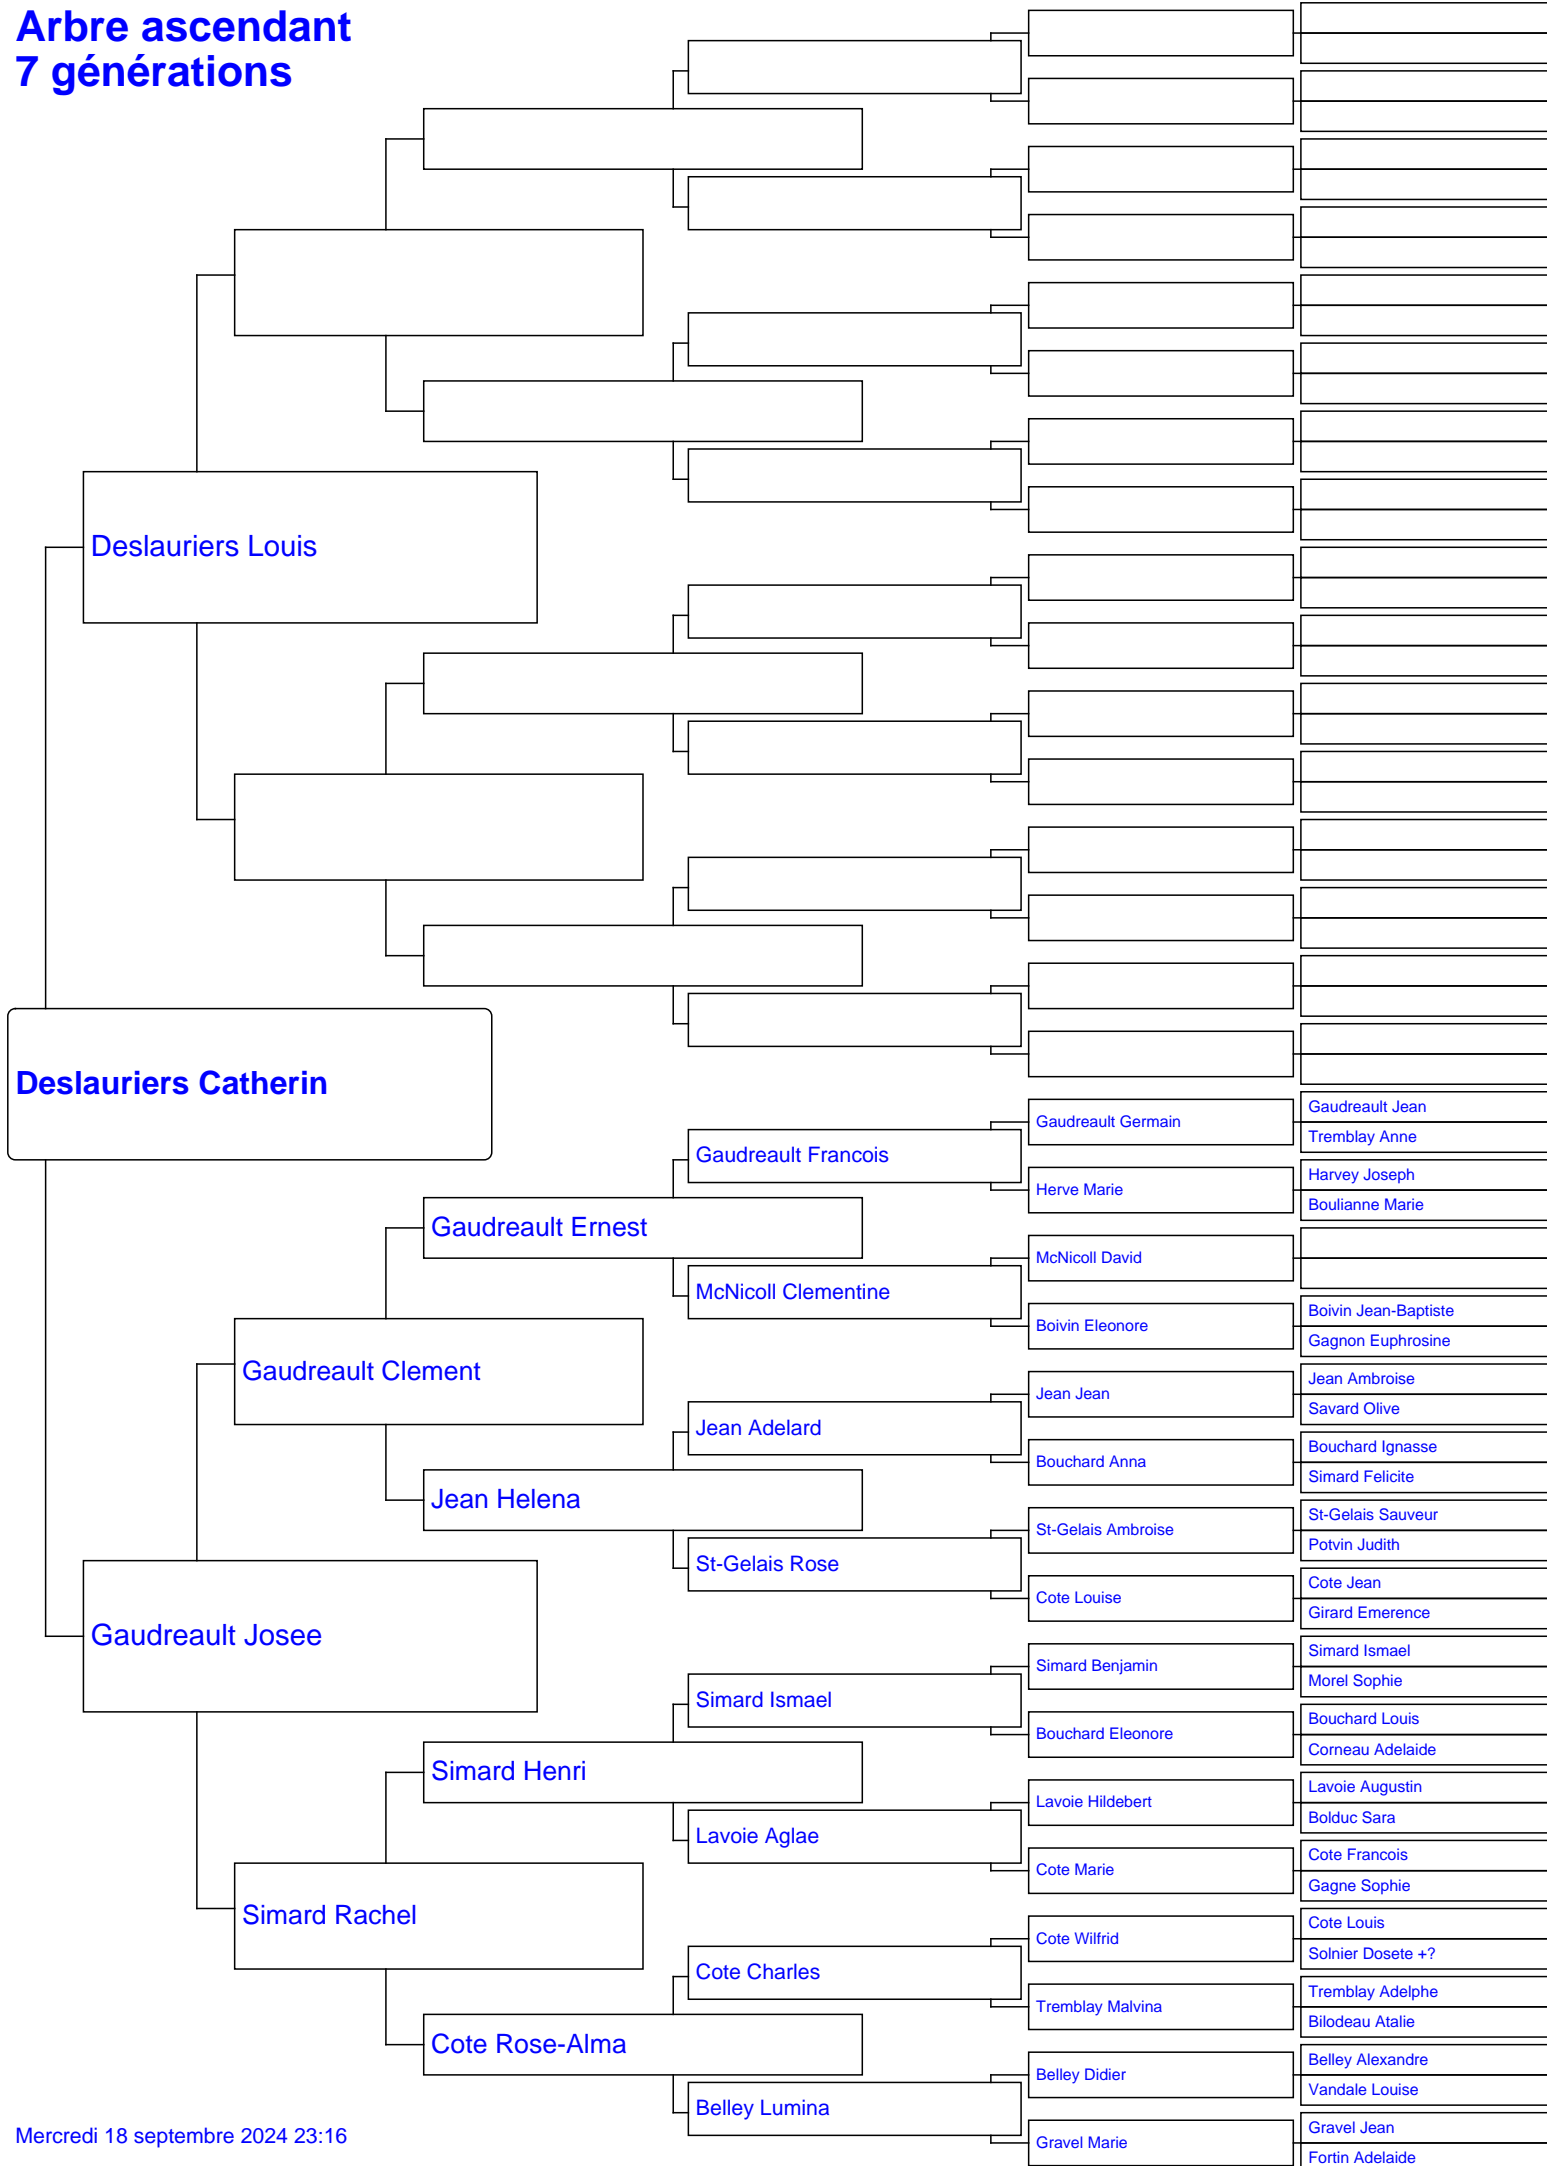 Arbre ascendant
7 générations
Deslauriers Louis
Deslauriers Catherin
Gaudreault Josee
Gaudreault Clement
Simard Rachel
Gaudreault Ernest
Jean Helena
Simard Henri
Cote Rose-Alma
Gaudreault Francois
McNicoll Clementine
Jean Adelard
St-Gelais Rose
Simard Ismael
Lavoie Aglae
Cote Charles
Belley Lumina
Gaudreault Germain
Herve Marie
McNicoll David
Boivin Eleonore
Jean Jean
Bouchard Anna
St-Gelais Ambroise
Cote Louise
Simard Benjamin
Bouchard Eleonore
Lavoie Hildebert
Cote Marie
Cote Wilfrid
Tremblay Malvina
Belley Didier
Gravel Marie
Gaudreault Jean
Tremblay Anne
Harvey Joseph
Boulianne Marie
Boivin Jean-Baptiste
Gagnon Euphrosine
Jean Ambroise
Savard Olive
Bouchard Ignasse
Simard Felicite
St-Gelais Sauveur
Potvin Judith
Cote Jean
Girard Emerence
Simard Ismael
Morel Sophie
Bouchard Louis
Corneau Adelaide
Lavoie Augustin
Bolduc Sara
Cote Francois
Gagne Sophie
Cote Louis
Solnier Dosete +?
Tremblay Adelphe
Bilodeau Atalie
Belley Alexandre
Vandale Louise
Gravel Jean
Fortin Adelaide
Mercredi 18 septembre 2024 23:16